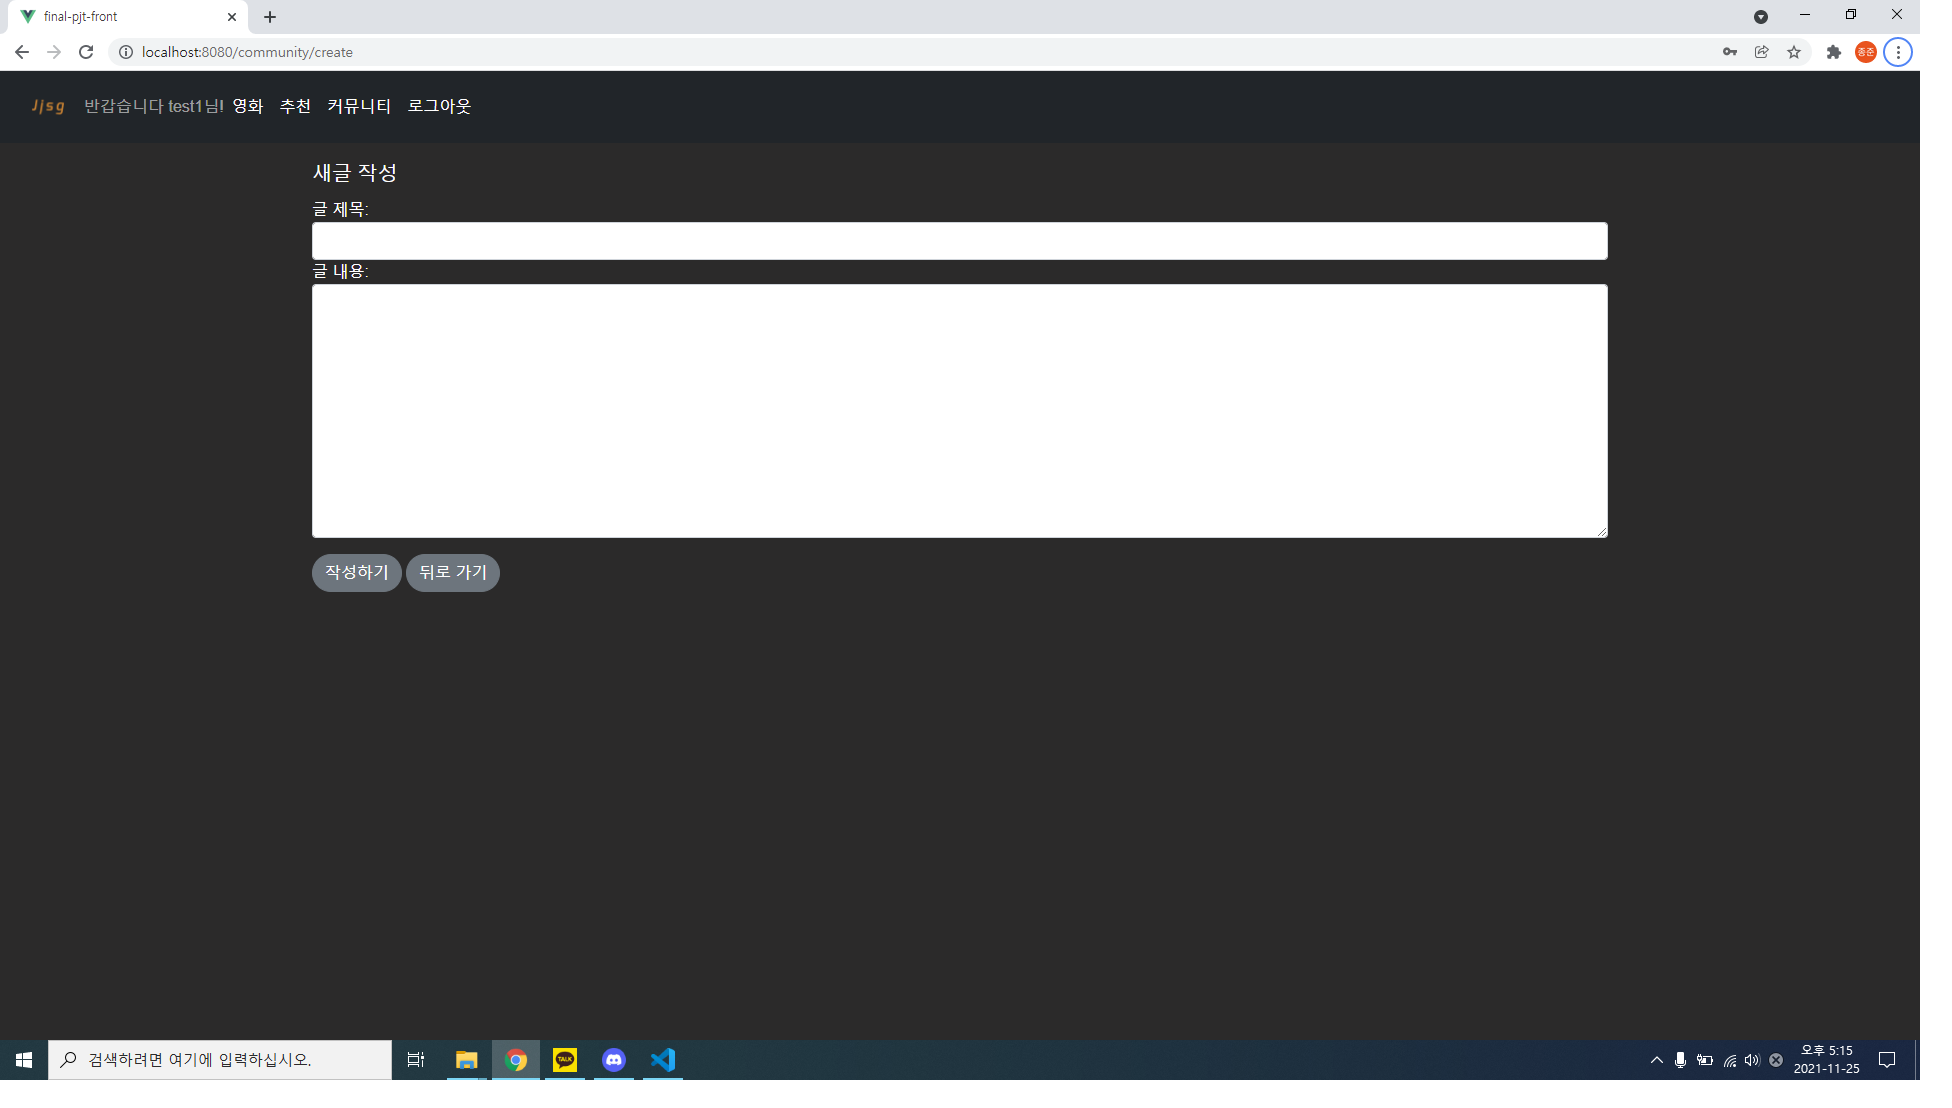 final-pjt-front
localhost:8080/community/create
종준
Jjsg 반갑습니다 test1님! 영화 추천 커뮤니티 로그아웃
새글 작성
글 제목:
글 내용:
작성하기 뒤로 가기
검색하려면 여기에 입력하십시오.
TALK
오후 5:15
2021-11-25